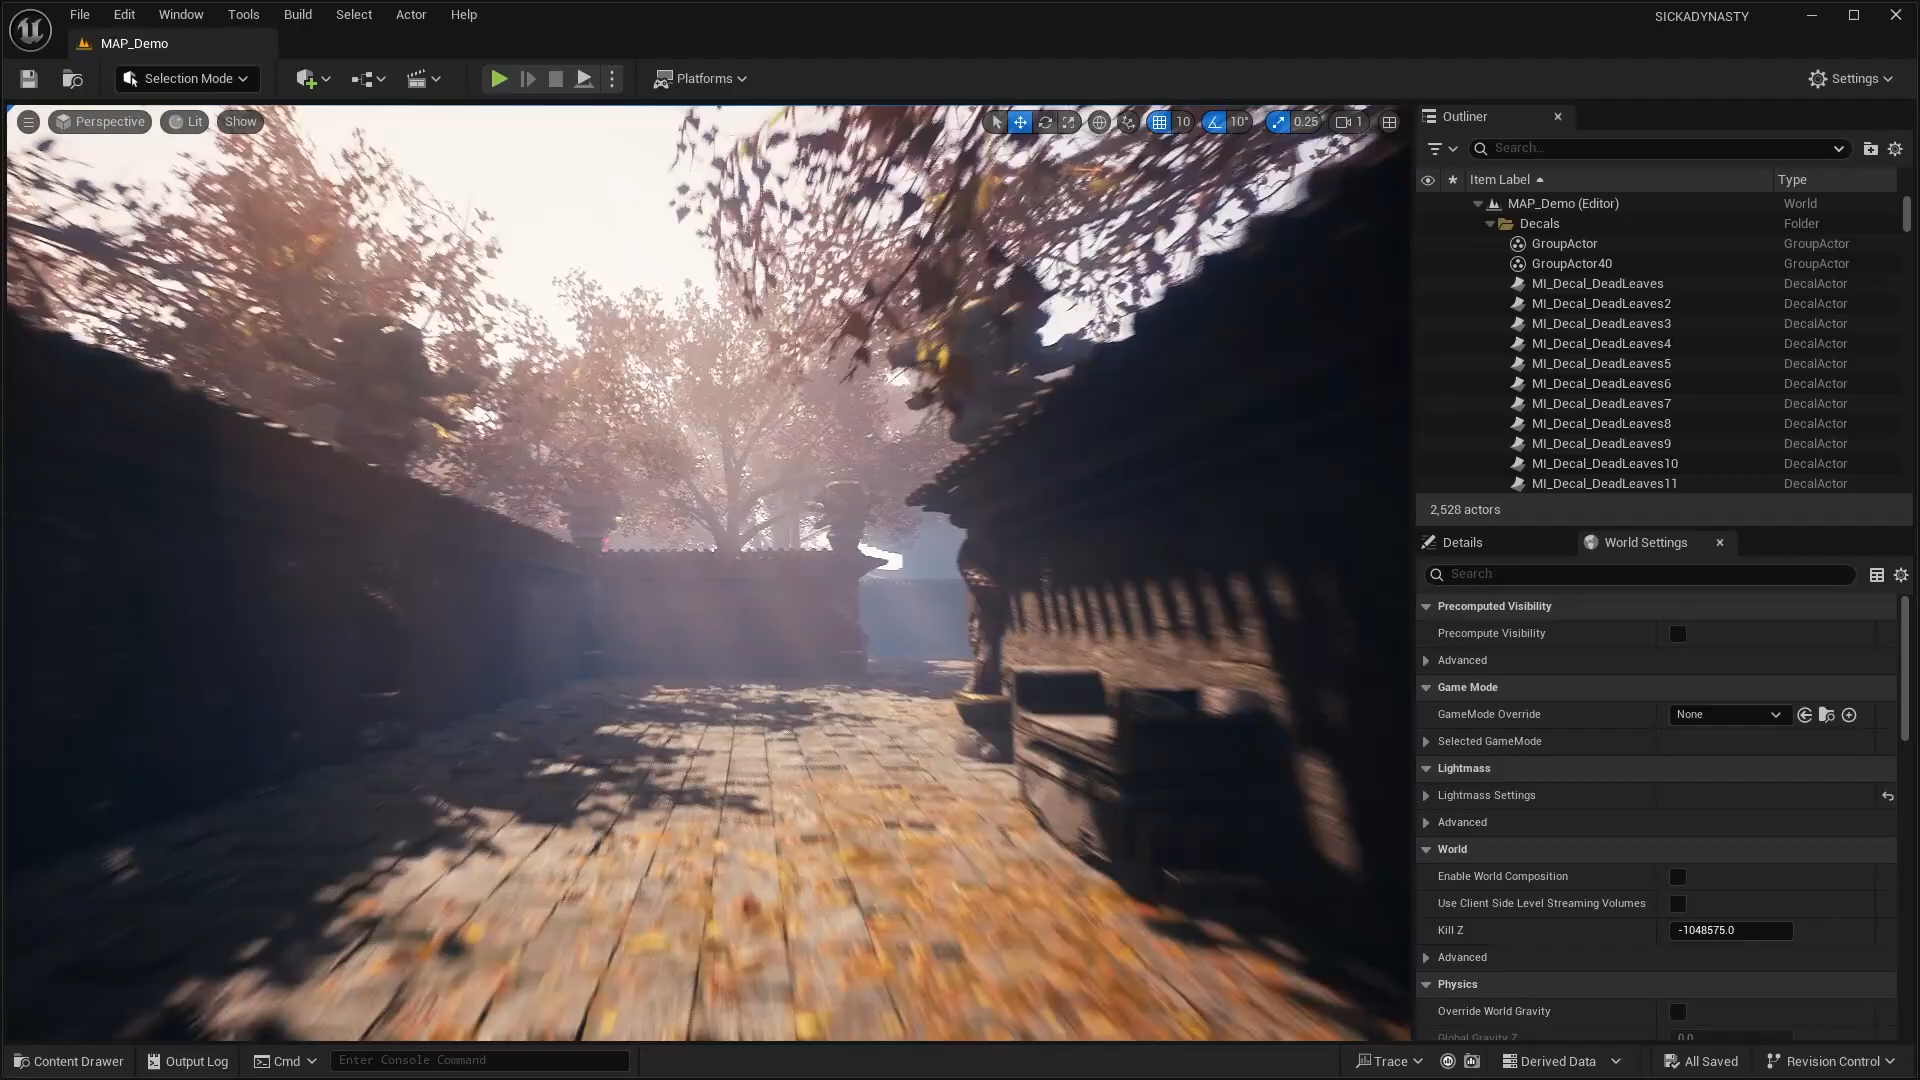 File Edit Window Tools Build Select Actor Help
SICKADYNASTY
MAP_Demo
Selection Mode
Platforms
Settings
Perspective Lit Show
10 10° 0.25 1
Outliner
Search...
Item Label Type
MAP_Demo (Editor) World
Decals Folder
GroupActor GroupActor
GroupActor40 GroupActor
MI_Decal_DeadLeaves DecalActor
MI_Decal_DeadLeaves2 DecalActor
MI_Decal_DeadLeaves3 DecalActor
MI_Decal_DeadLeaves4 DecalActor
MI_Decal_DeadLeaves5 DecalActor
MI_Decal_DeadLeaves6 DecalActor
MI_Decal_DeadLeaves7 DecalActor
MI_Decal_DeadLeaves8 DecalActor
MI_Decal_DeadLeaves9 DecalActor
MI_Decal_DeadLeaves10 DecalActor
MI_Decal_DeadLeaves11 DecalActor
2,528 actors
Details World Settings
Search
Precomputed Visibility
Precompute Visibility
Advanced
Game Mode
GameMode Override None
Selected GameMode
Lightmass
Lightmass Settings
Advanced
World
Enable World Composition
Use Client Side Level Streaming Volumes
Kill Z -1048575.0
Advanced
Physics
Override World Gravity
Global Gravity Z 0.0
Content Drawer Output Log Cmd Enter Console Command Trace Derived Data All Saved Revision Control